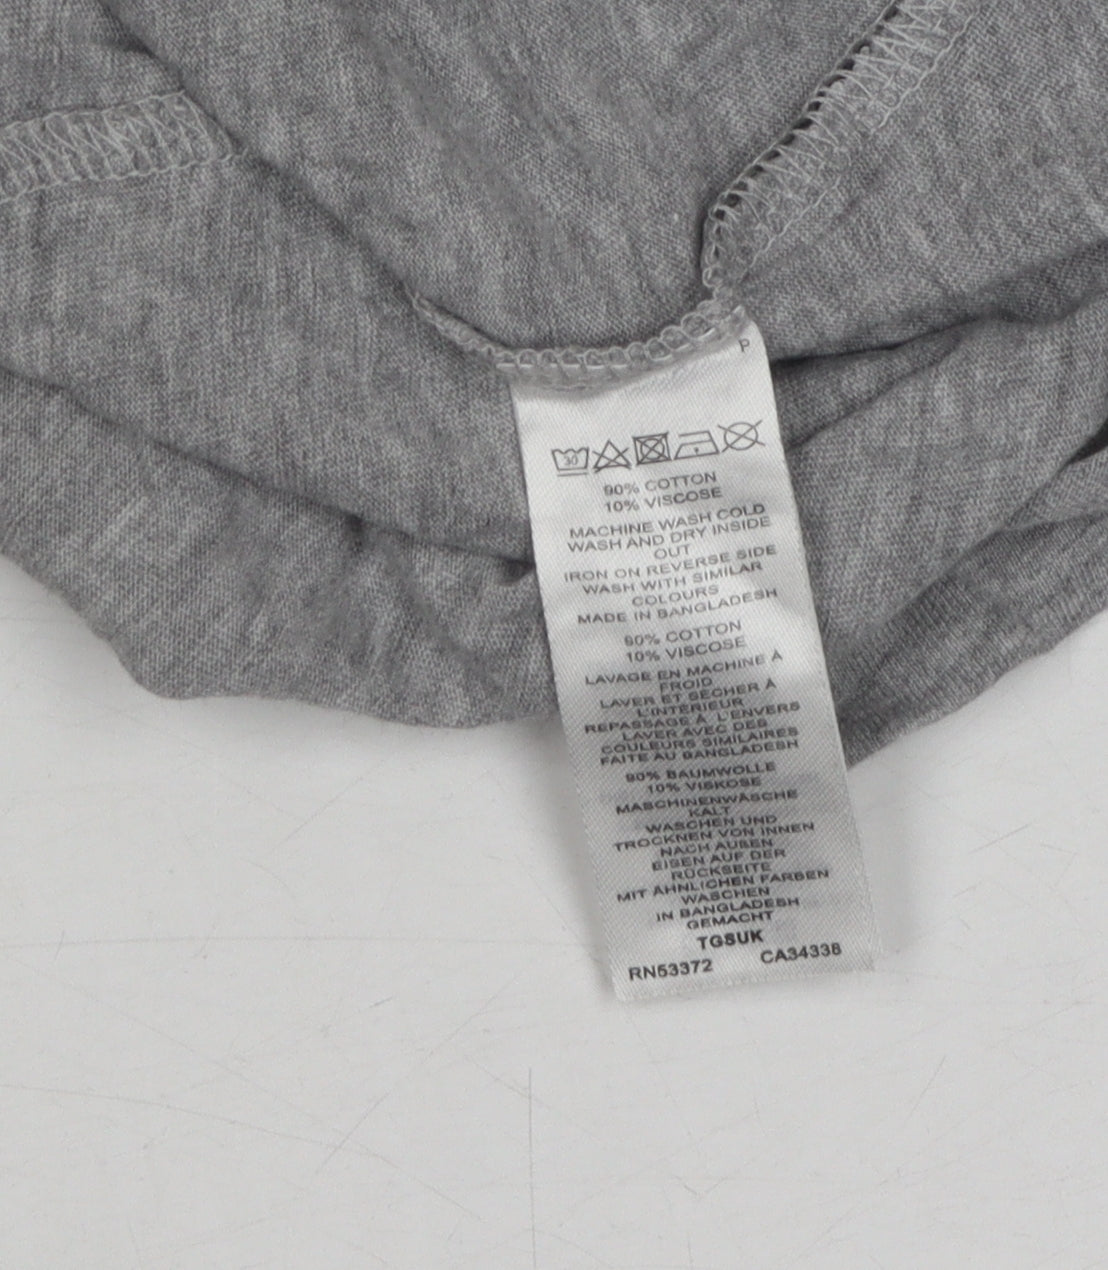 P
30
90% COTTON
10% VISCOSE
MACHINE WASH COLD
WASH AND DRY INSIDE
OUT
IRON ON REVERSE SIDE
WASH WITH SIMILAR
COLOURS
MADE IN BANGLADESH
90% COTTON
10% VISCOSE
LAVAGE EN MACHINE À
FROID
LAVER ET SÉCHER À
L'INTÉRIEUR
REPASSAGE À L'ENVERS
LAVER AVEC DES
COULEURS SIMILAIRES
FAITE AU BANGLADESH
90% BAUMWOLLE
10% VISKOSE
MASCHINENWÄSCHE
KALT
WASCHEN UND
TROCKNEN VON INNEN
NACH AUßEN
EISEN AUF DER
RÜCKSEITE
MIT ÄHNLICHEN FARBEN
WASCHEN
IN BANGLADESH
GEMACHT
TGSUK
RN53372 CA34338